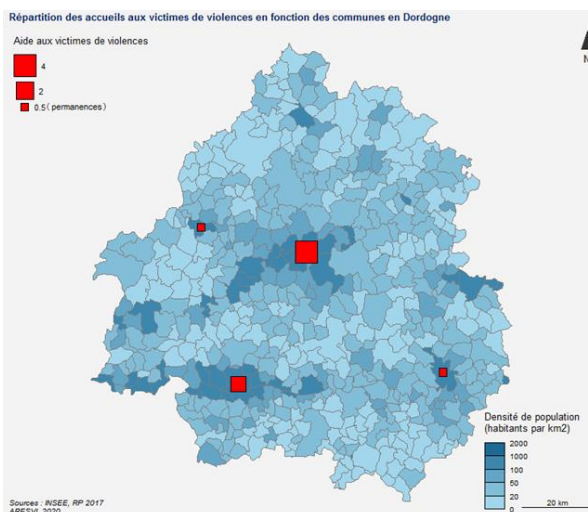 Répartition des accueils aux victimes de violences en fonction des communes en Dordogne
Aide aux victimes de violences
4
2
0.5 (permanences)
N
Densité de population
(habitants par km2)
2000
1000
100
50
20
0
20 km
Sources : INSEE, RP 2017
ARESVI, 2020